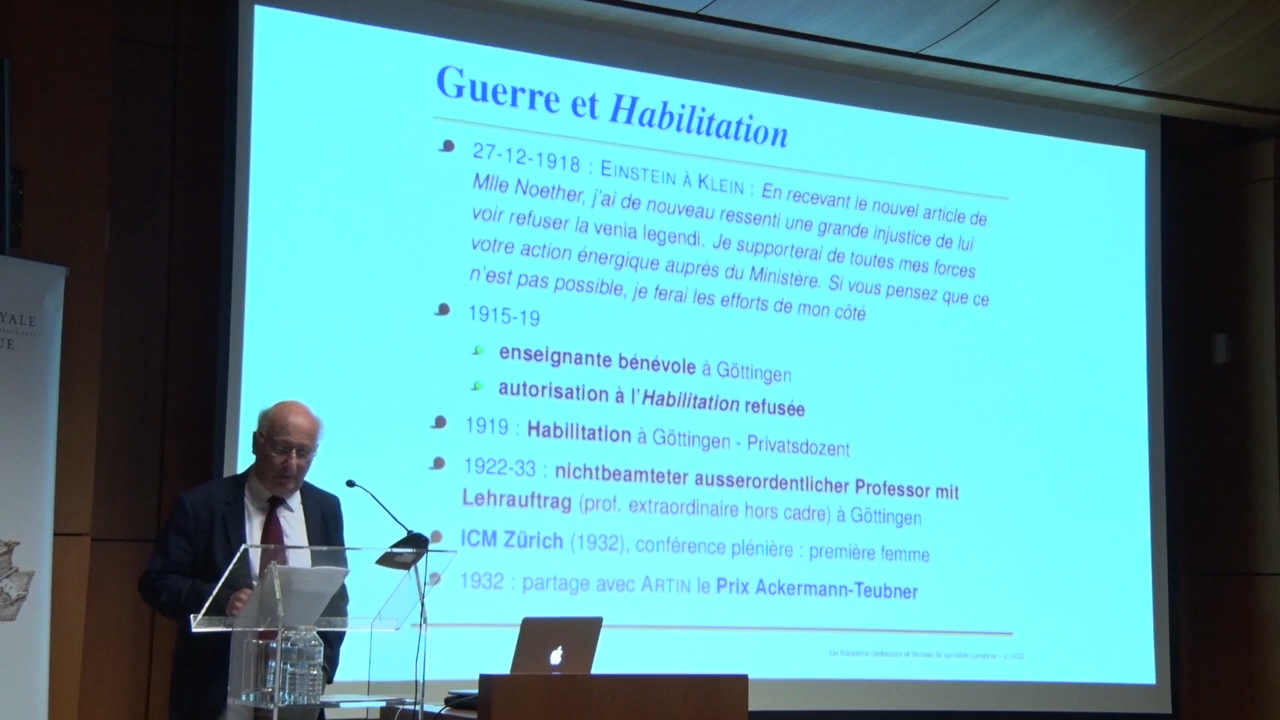 Guerre et Habilitation
27-12-1918 : EINSTEIN À KLEIN : En recevant le nouvel article de
Mlle Noether, j'ai de nouveau ressenti une grande injustice de lui
voir refuser la venia legendi. Je supporterai de toutes mes forces
votre action énergique auprès du Ministère. Si vous pensez que ce
n'est pas possible, je ferai les efforts de mon côté
1915-19
enseignante bénévole à Göttingen
autorisation à l'Habilitation refusée
1919 : Habilitation à Göttingen - Privatsdozent
1922-33 : nichtbeamteter ausserordentlicher Professor mit
Lehrauftrag (prof. extraordinaire hors cadre) à Göttingen
ICM Zürich (1932), conférence plénière : première femme
1932 : partage avec ARTIN le Prix Ackermann-Teubner
YALE
UE